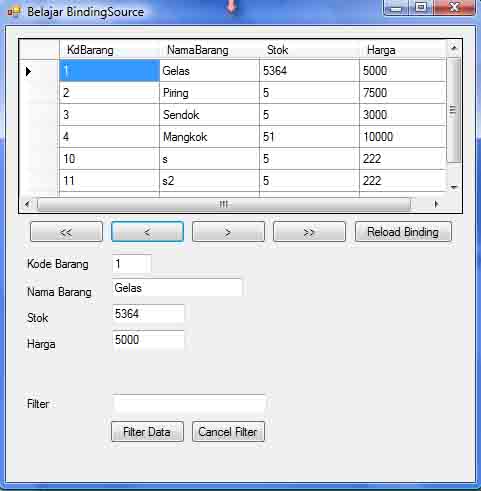 Belajar BindingSource
KdBarang NamaBarang Stok Harga
1 Gelas 5364 5000
2 Piring 5 7500
3 Sendok 5 3000
4 Mangkok 51 10000
10 s 5 222
11 s2 5 222
<< < > >> Reload Binding
Kode Barang 1
Nama Barang Gelas
Stok 5364
Harga 5000
Filter
Filter Data Cancel Filter